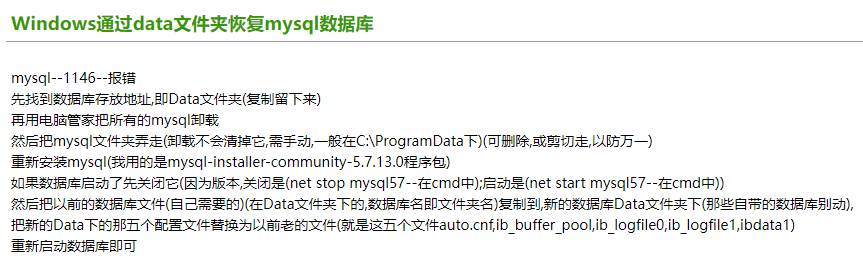 Windows通过data文件夹恢复mysql数据库
mysql--1146--报错
先找到数据库存放地址,即Data文件夹(复制留下来)
再用电脑管家把所有的mysql卸载
然后把mysql文件夹弄走(卸载不会清掉它,需手动,一般在C:\ProgramData下)(可删除,或剪切走,以防万一)
重新安装mysql(我用的是mysql-installer-community-5.7.13.0程序包)
如果数据库启动了先关闭它(因为版本,关闭是(net stop mysql57--在cmd中);启动是(net start mysql57--在cmd中))
然后把以前的数据库文件(自己需要的)(在Data文件夹下的,数据库名即文件夹名)复制到,新的数据库Data文件夹下(那些自带的数据库别动),
把新的Data下的那五个配置文件替换为以前老的文件(就是这五个文件auto.cnf,ib_buffer_pool,ib_logfile0,ib_logfile1,ibdata1)
重新启动数据库即可